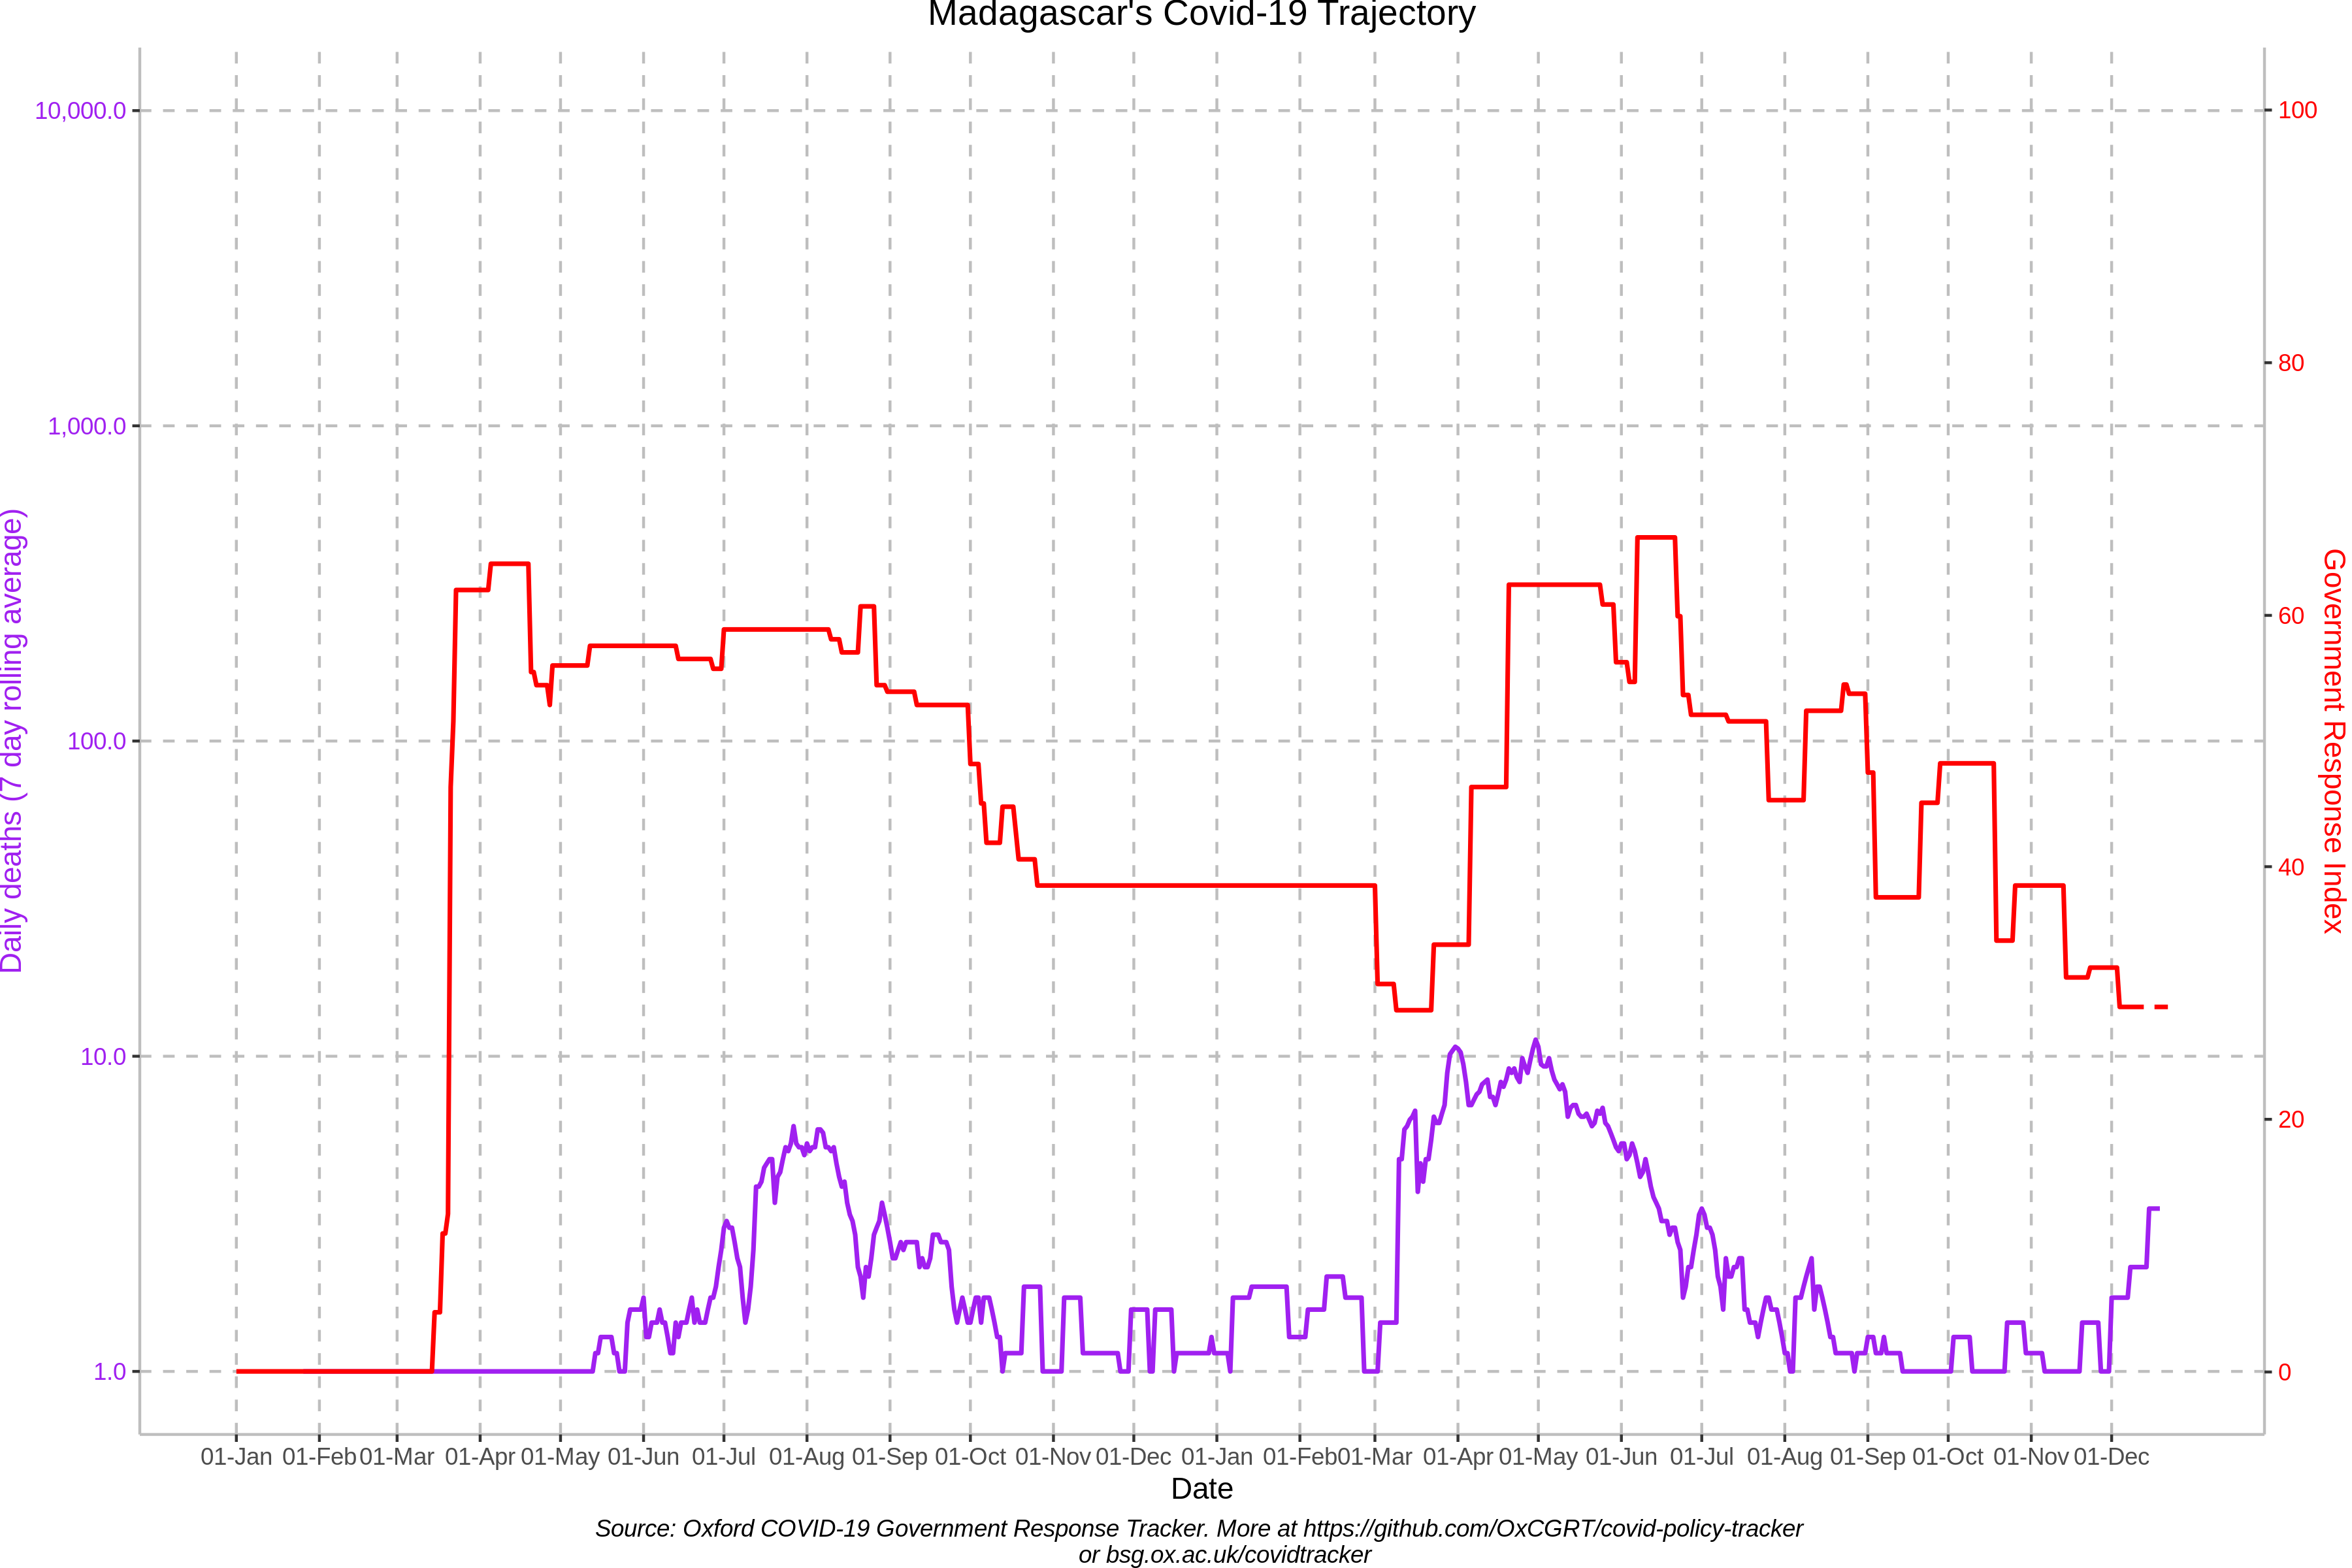 Madagascar's Covid-19 Trajectory
10,000.0
1,000.0
100.0
10.0
1.0
Daily deaths (7 day rolling average)
100
80
60
40
20
0
Government Response Index
01-Jan 01-Feb 01-Mar 01-Apr 01-May 01-Jun 01-Jul 01-Aug 01-Sep 01-Oct 01-Nov 01-Dec 01-Jan 01-Feb 01-Mar 01-Apr 01-May 01-Jun 01-Jul 01-Aug 01-Sep 01-Oct 01-Nov 01-Dec
Date
Source: Oxford COVID-19 Government Response Tracker. More at https://github.com/OxCGRT/covid-policy-tracker
or bsg.ox.ac.uk/covidtracker